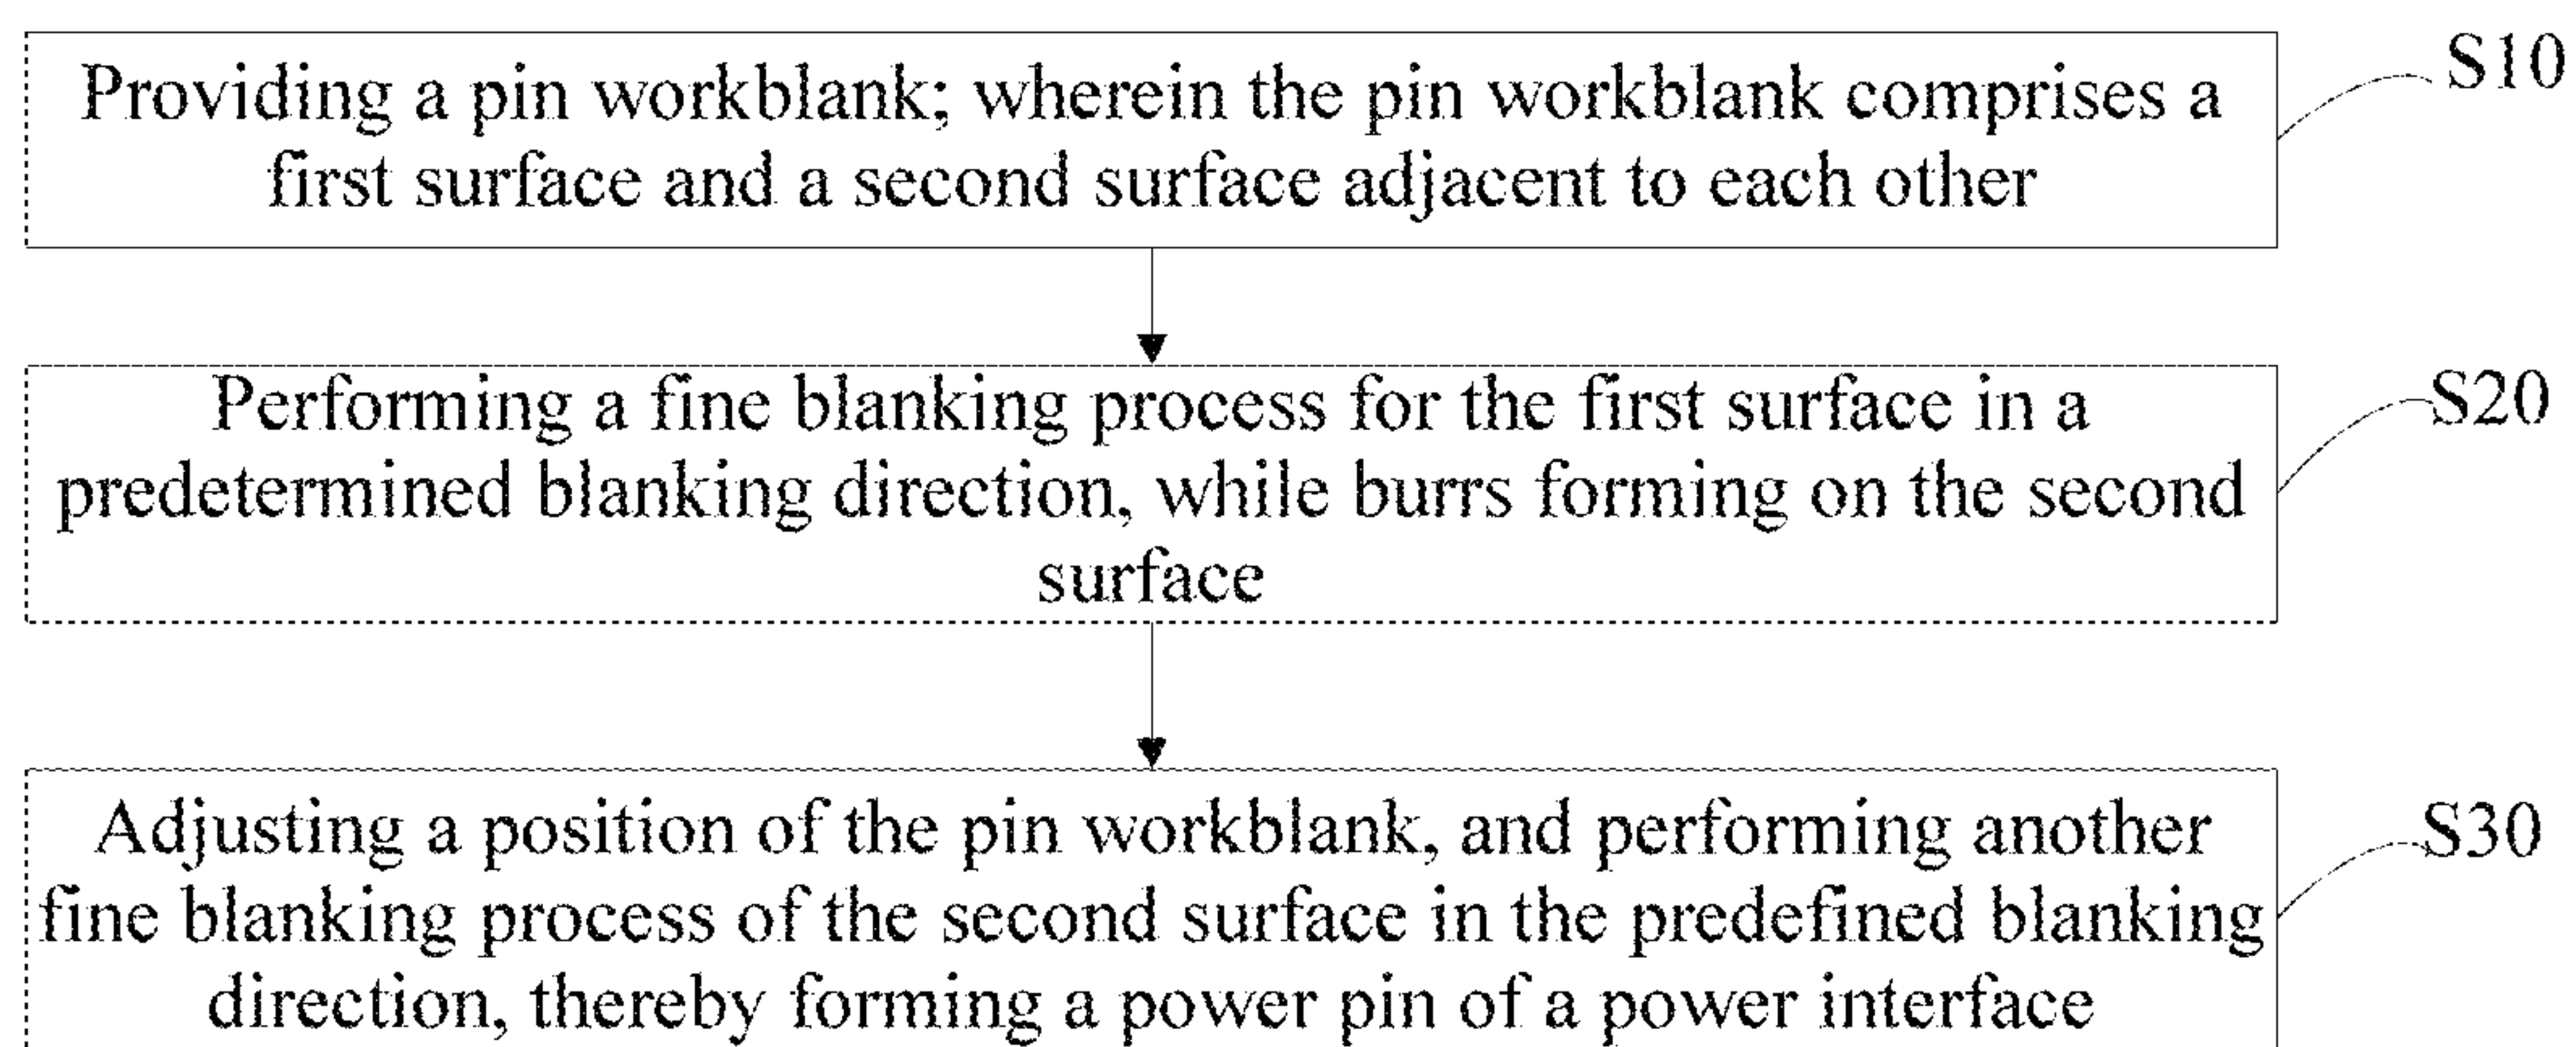 Providing a pin workblank; wherein the pin workblank comprises a
first surface and a second surface adjacent to each other
S10
Performing a fine blanking process for the first surface in a
predetermined blanking direction, while burrs forming on the second
surface
S20
Adjusting a position of the pin workblank, and performing another
fine blanking process of the second surface in the predefined blanking
direction, thereby forming a power pin of a power interface
S30